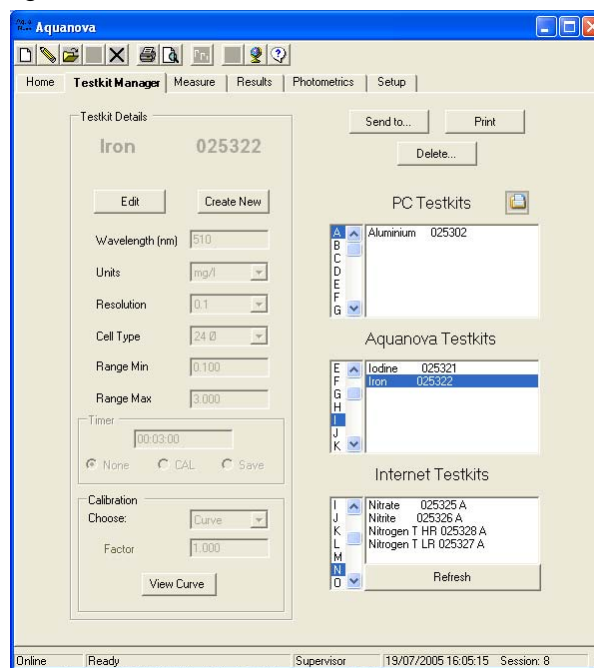 Aquanova
Home Testkit Manager Measure Results Photometrics Setup
Testkit Details
Iron 025322
Edit Create New
Wavelength (nm) 510
Units mg/l
Resolution 0.1
Cell Type 24 Ø
Range Min 0.100
Range Max 3.000
Timer
00:03:00
None CAL Save
Calibration
Choose: Curve
Factor 1.000
View Curve
Send to... Print
Delete...
PC Testkits
A
B
C
D
E
F
G
Aluminium 025302
Aquanova Testkits
E
F
G
H
I
J
K
Iodine 025321
Iron 025322
Internet Testkits
I
J
K
L
M
N
O
Nitrate 025325 A
Nitrite 025326 A
Nitrogen T HR 025328 A
Nitrogen T LR 025327 A
Refresh
Online Ready Supervisor 19/07/2005 16:05:15 Session: 8